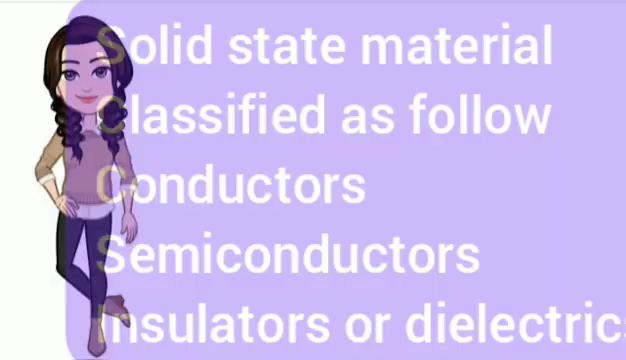 Solid state material
Classified as follow
Conductors
Semiconductors
Insulators or dielectrics